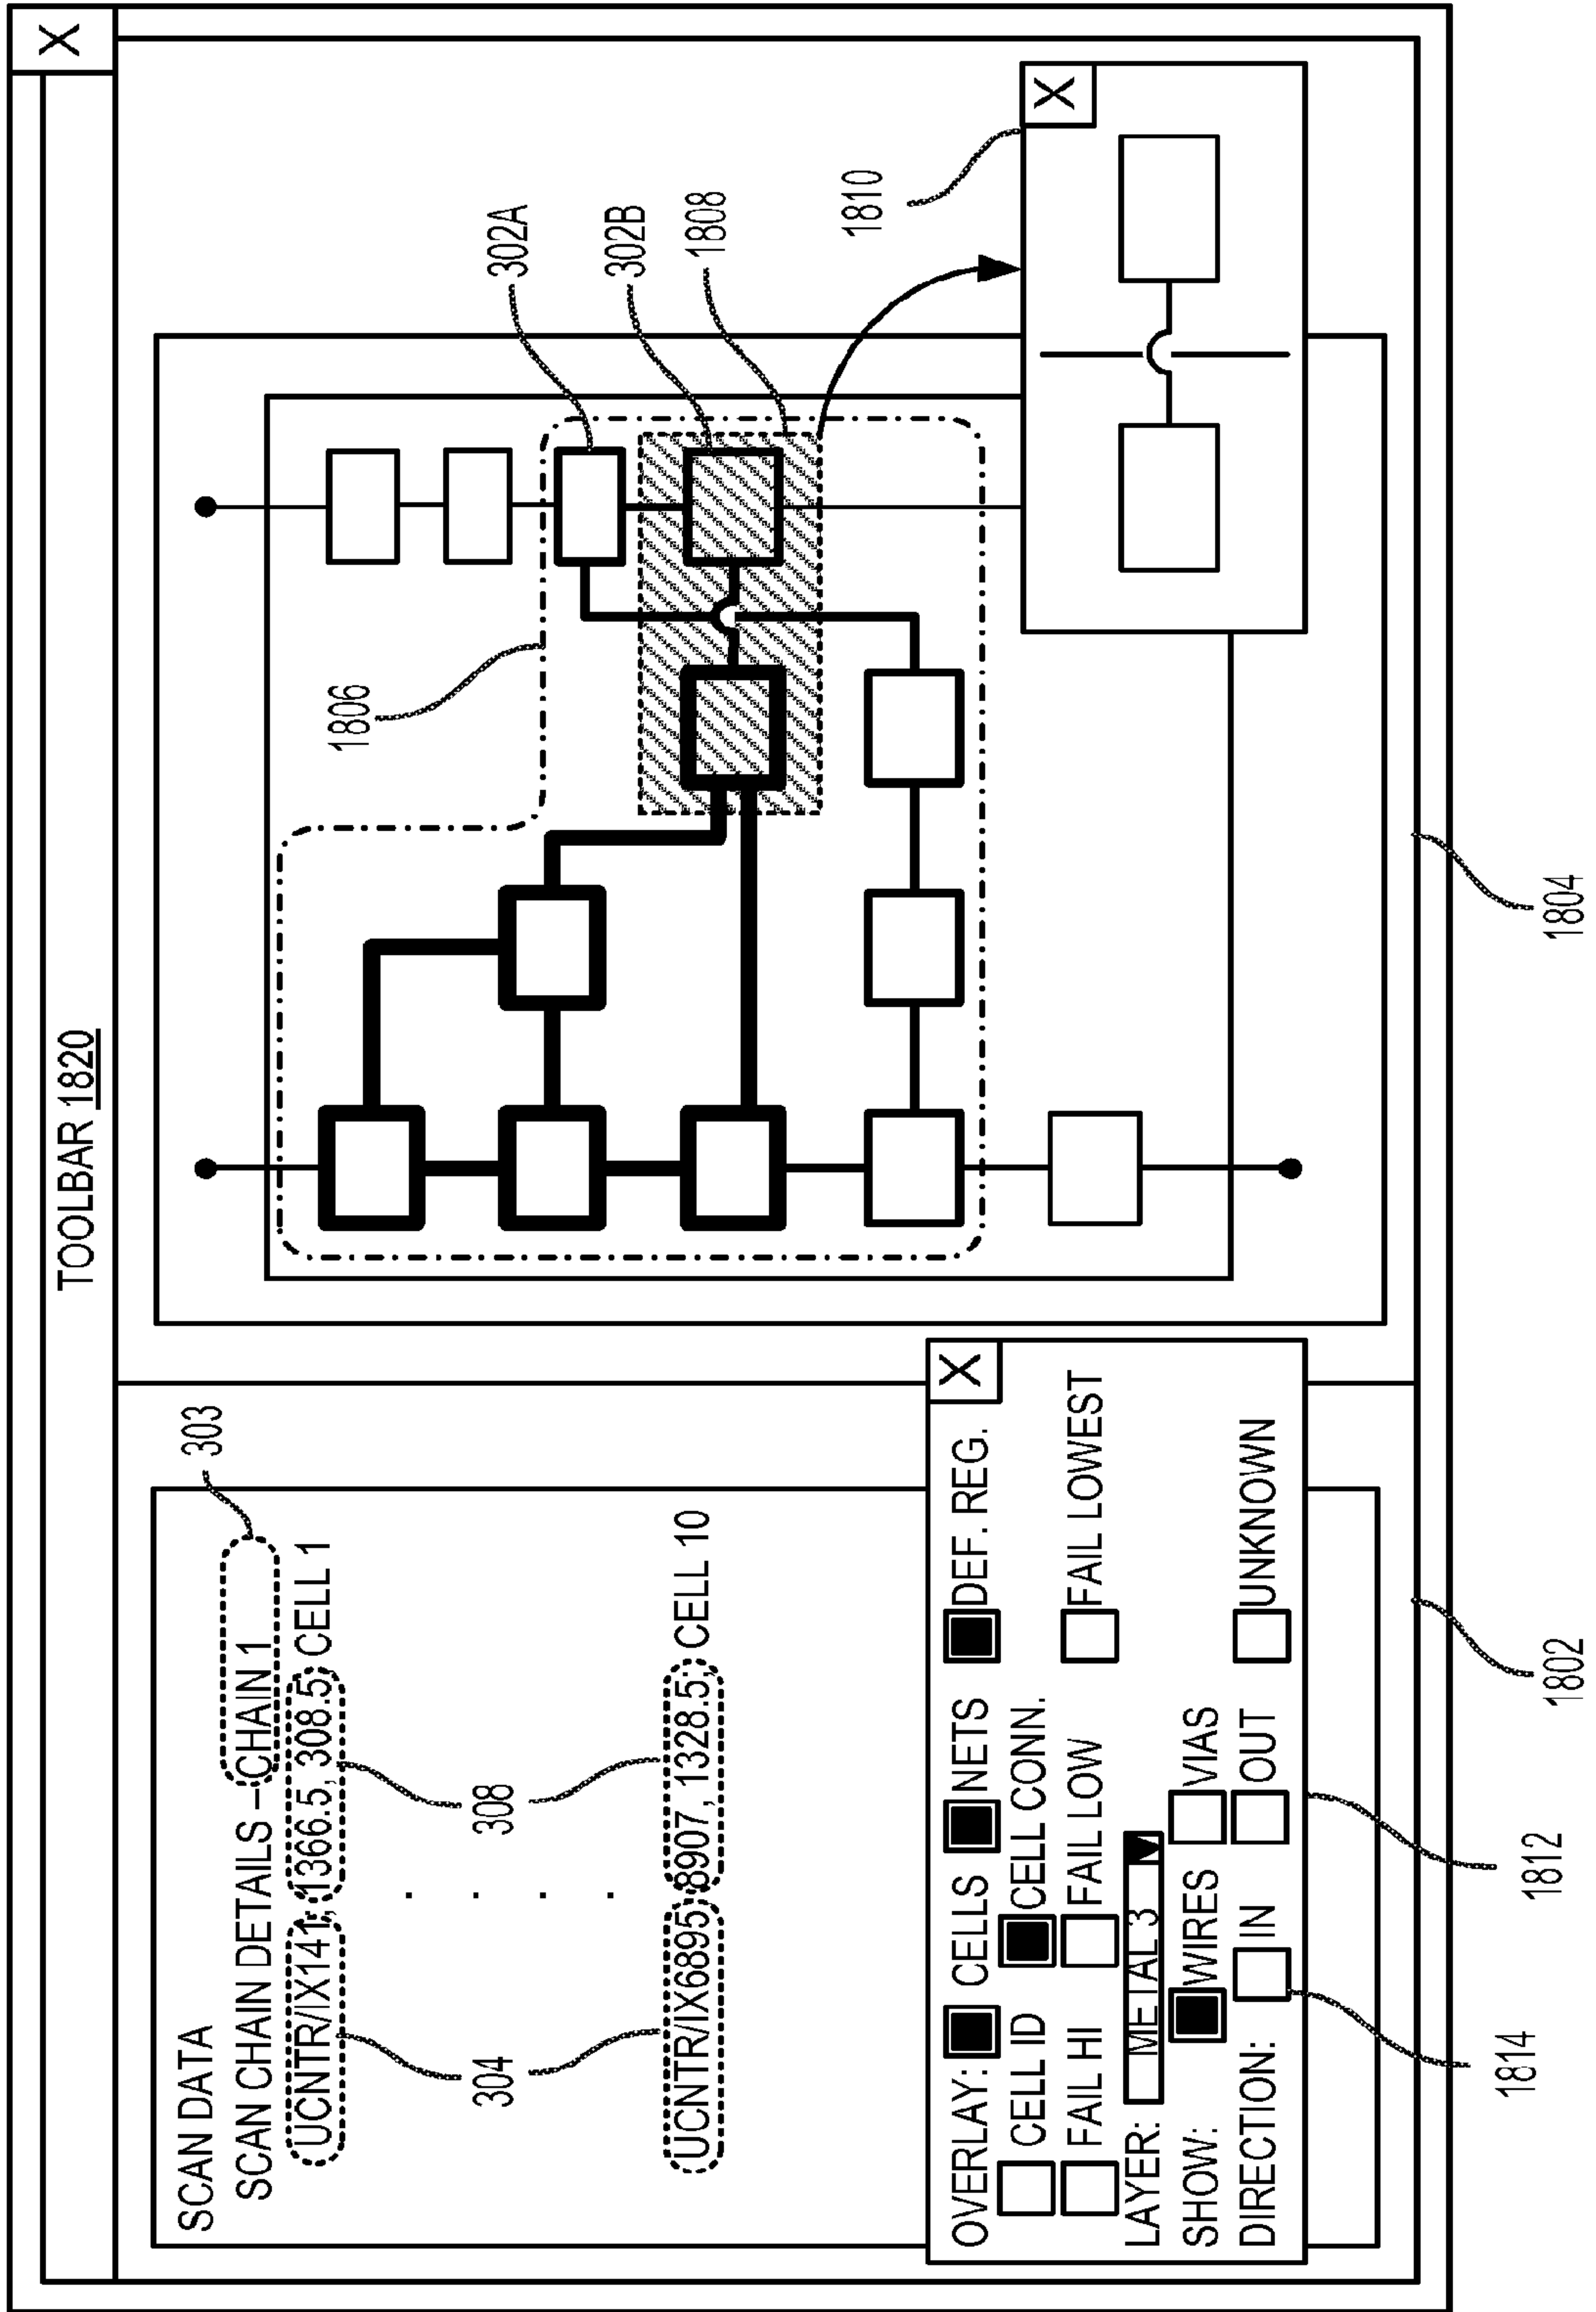 TOOLBAR 1820
X
SCAN DATA
SCAN CHAIN DETAILS – CHAIN 1
303
UCNTR/IX141; 1366.5, 308.5; CELL 1
304
308
UCNTR/IX6895; 8907, 1328.5; CELL 10
X
OVERLAY: CELLS NETS DEF. REG.
CELL ID CELL CONN.
FAIL HI FAIL LOW FAIL LOWEST
LAYER: METAL 3
SHOW: WIRES VIAS
DIRECTION: IN OUT UNKNOWN
1814
1812
1802
1806
302A
302B
1808
1810
X
1804